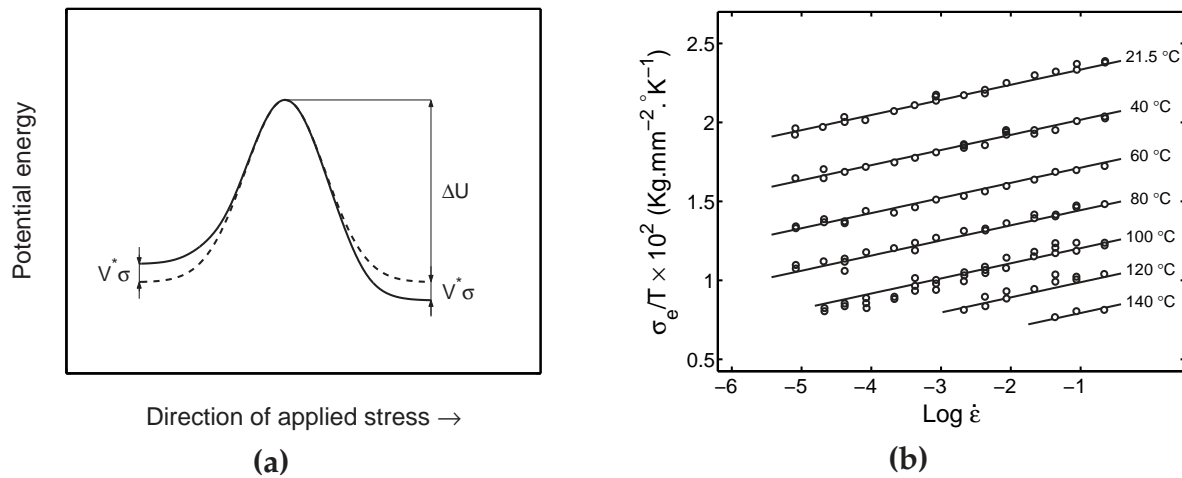 Potential energy
V*σ
ΔU
V*σ
Direction of applied stress →
(a)
σe/T × 10² (Kg.mm⁻².°K⁻¹)
2.5
2
1.5
1
0.5
21.5 °C
40 °C
60 °C
80 °C
100 °C
120 °C
140 °C
−6 −5 −4 −3 −2 −1
Log ε̇
(b)